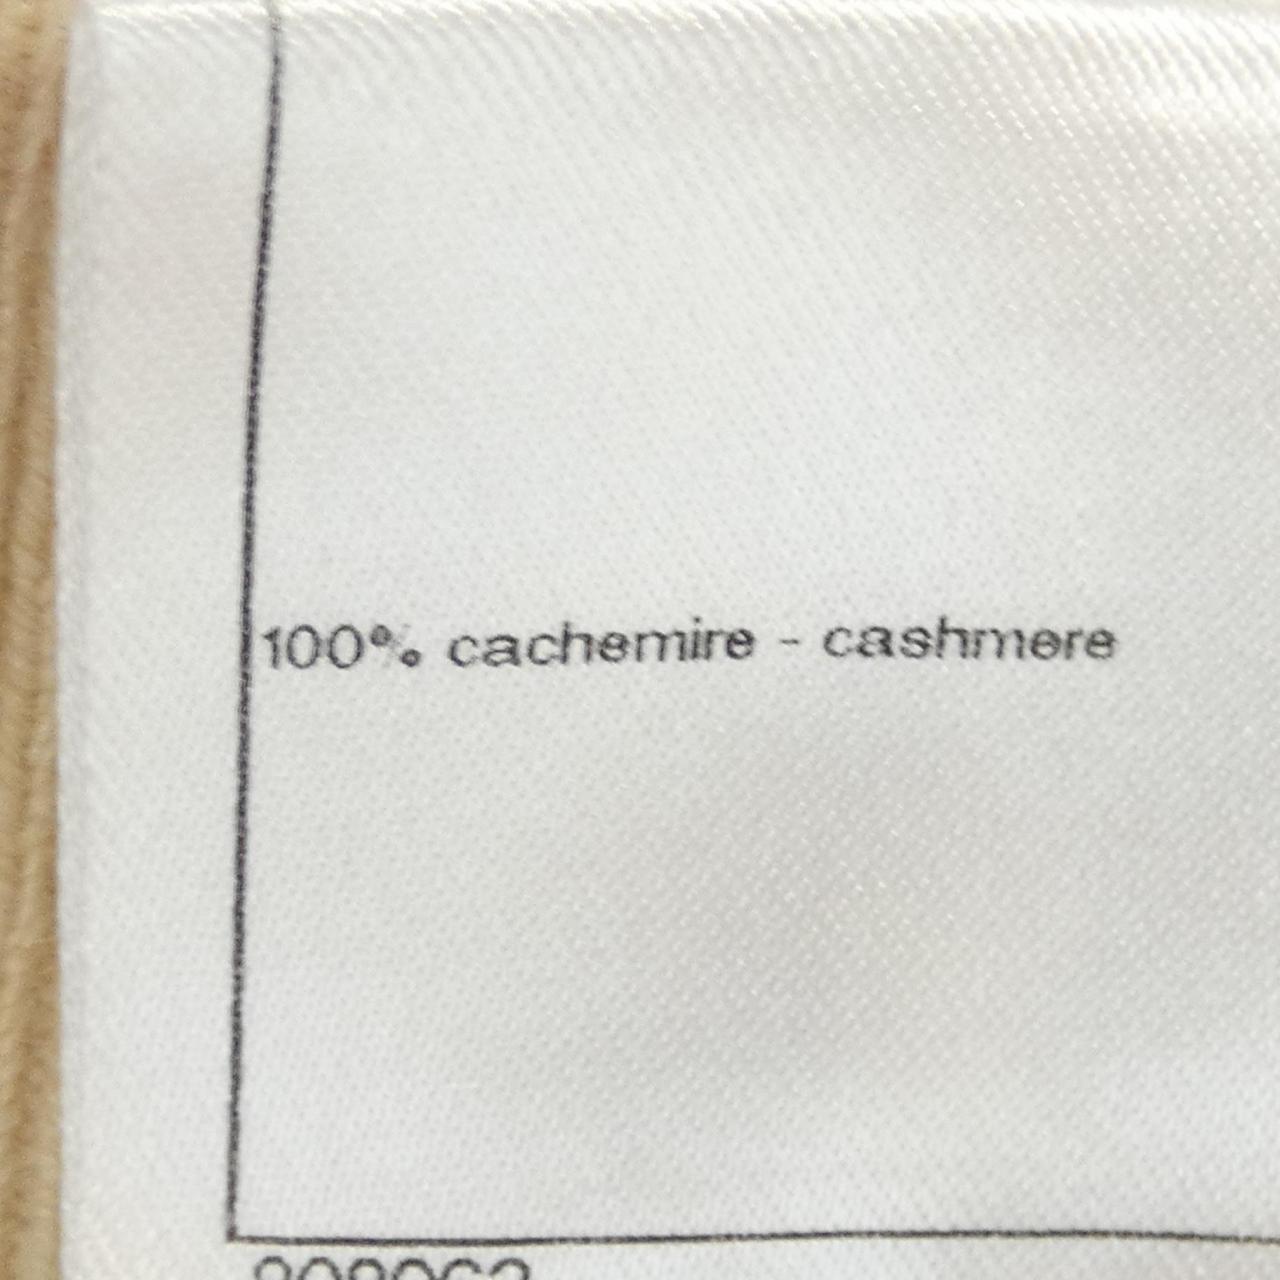 100% cachemire - cashmere